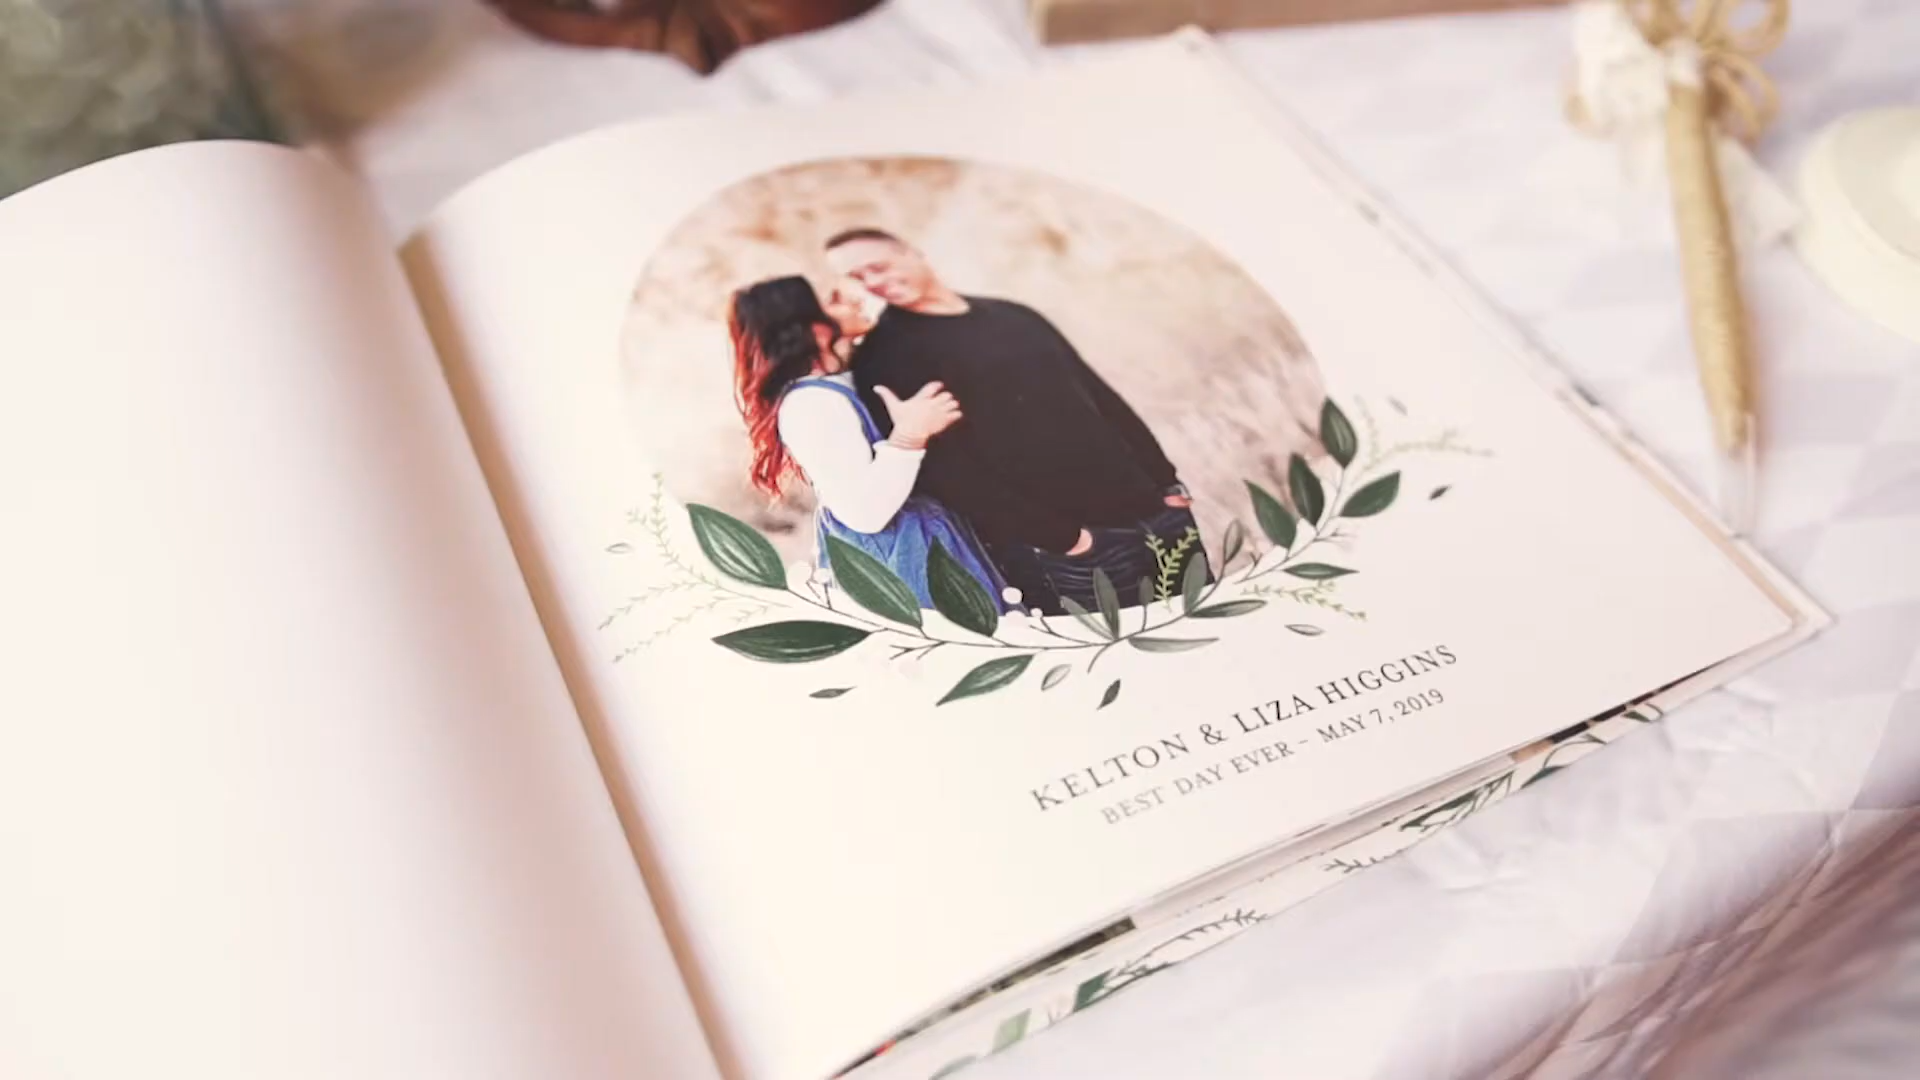 KELTON & LIZA HIGGINS
BEST DAY EVER - MAY 7, 2019